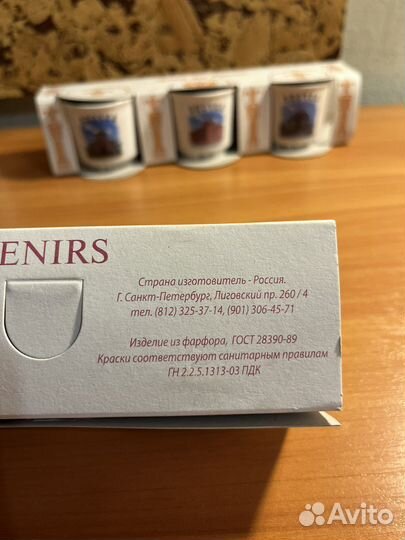 ENIRS
Страна изготовитель - Россия.
Г. Санкт-Петербург, Лиговский пр. 260 / 4
тел. (812) 325-37-14, (901) 306-45-71
Изделие из фарфора, ГОСТ 28390-89
Краски соответствуют санитарным правилам
ГН 2.2.5.1313-03 ПДК
Avito